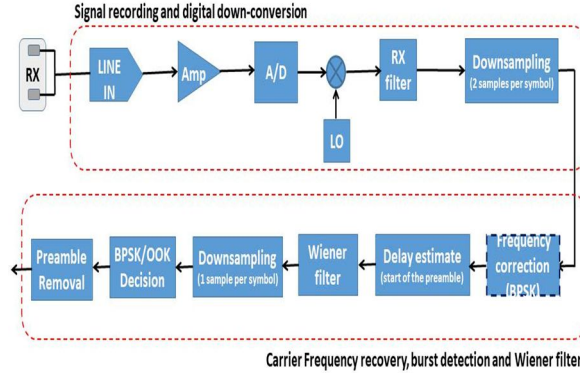 Signal recording and digital down-conversion
RX
LINE
IN
Amp
A/D
LO
RX
filter
Downsampling
(2 samples per symbol)
Preamble
Removal
BPSK/OOK
Decision
Downsampling
(1 sample per symbol)
Wiener
filter
Delay estimate
(start of the preamble)
Frequency
correction
(BPSK)
Carrier Frequency recovery, burst detection and Wiener filter